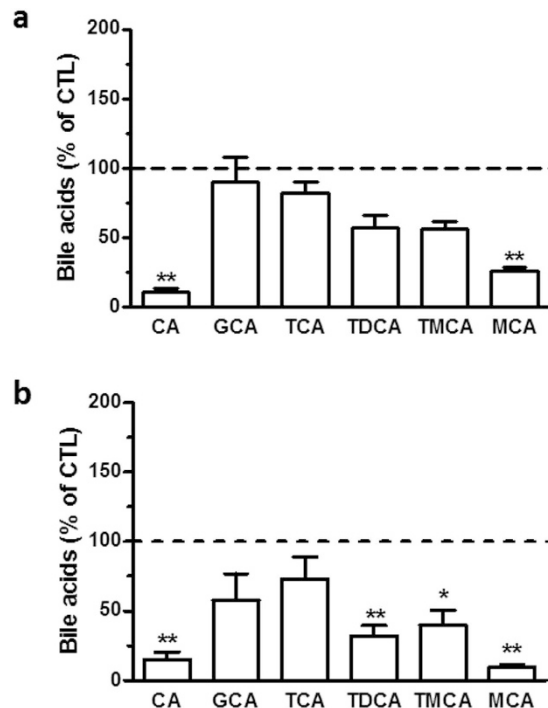 a
Bile acids (% of CTL)
200
150
100
50
0
**
**
CA GCA TCA TDCA TMCA MCA
b
Bile acids (% of CTL)
200
150
100
50
0
**
**
*
**
CA GCA TCA TDCA TMCA MCA